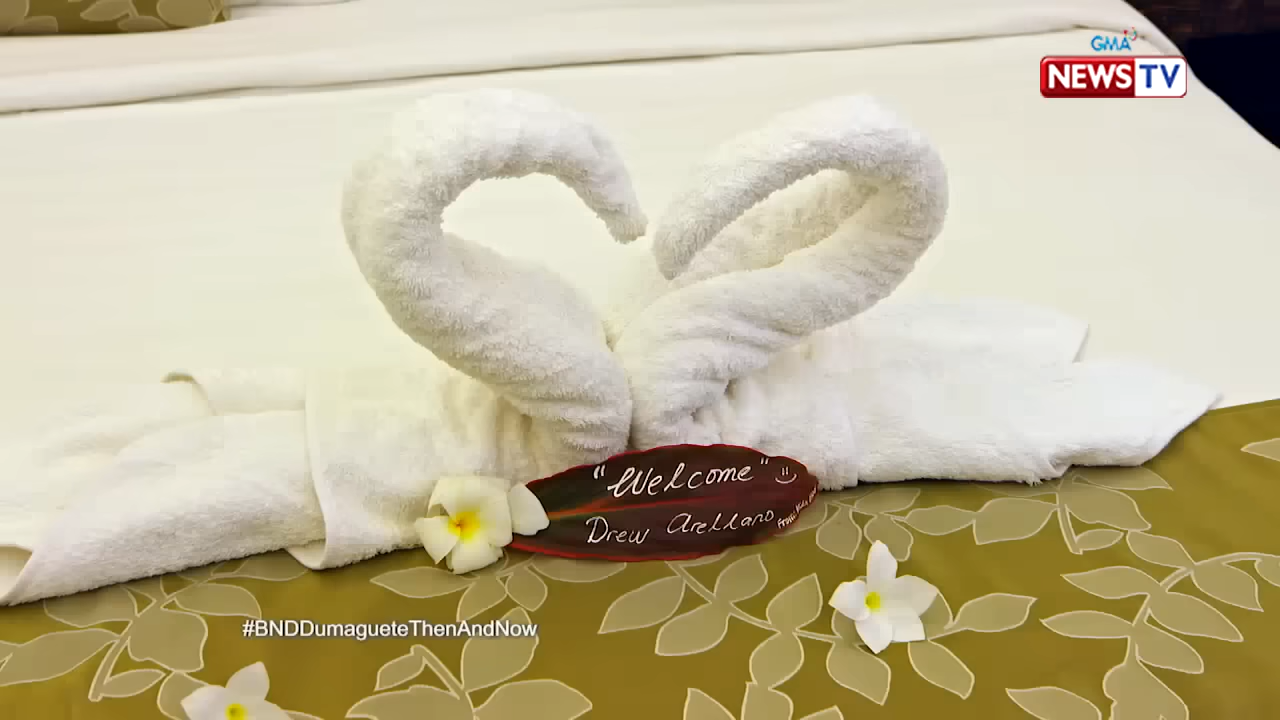 GMA
NEWS TV
"Welcome" :)
Drew Arellano
#BNDDumagueteThenAndNow